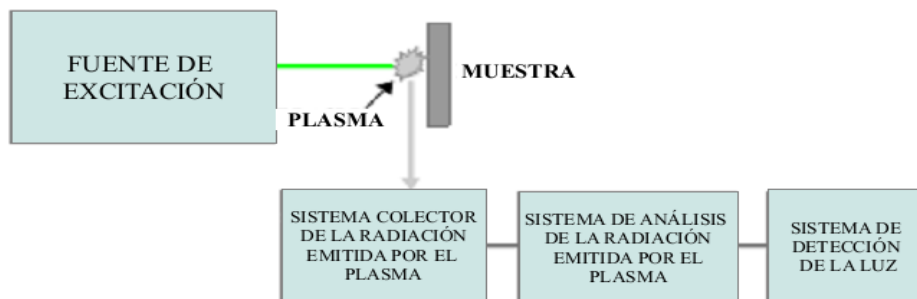 FUENTE DE
EXCITACIÓN
MUESTRA
PLASMA
SISTEMA COLECTOR
DE LA RADIACIÓN
EMITIDA POR EL
PLASMA
SISTEMA DE ANÁLISIS
DE LA RADIACIÓN
EMITIDA POR EL
PLASMA
SISTEMA DE
DETECCIÓN
DE LA LUZ